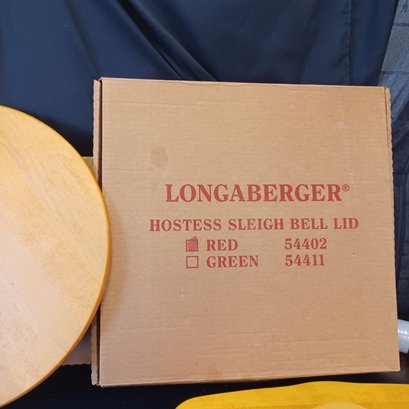 LONGABERGER®
HOSTESS SLEIGH BELL LID
RED 54402
GREEN 54411